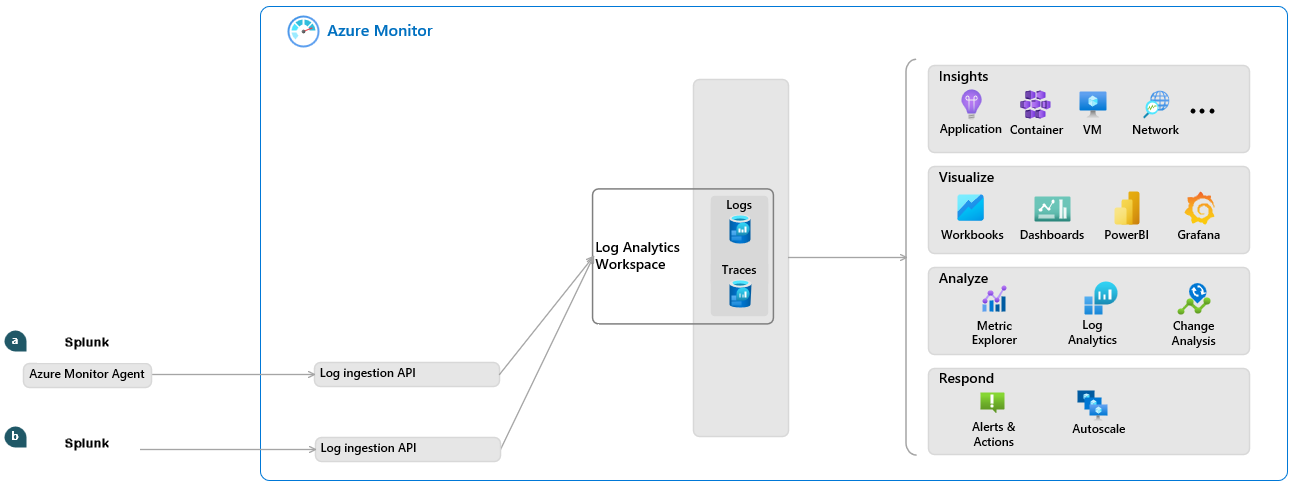 Azure Monitor
Insights
Application
Container
VM
Network
...
Visualize
Workbooks
Dashboards
PowerBI
Grafana
Analyze
Metric
Explorer
Log
Analytics
Change
Analysis
Respond
Alerts &
Actions
Autoscale
Logs
Log Analytics
Workspace
Traces
a
Splunk
Azure Monitor Agent
Log ingestion API
b
Splunk
Log ingestion API